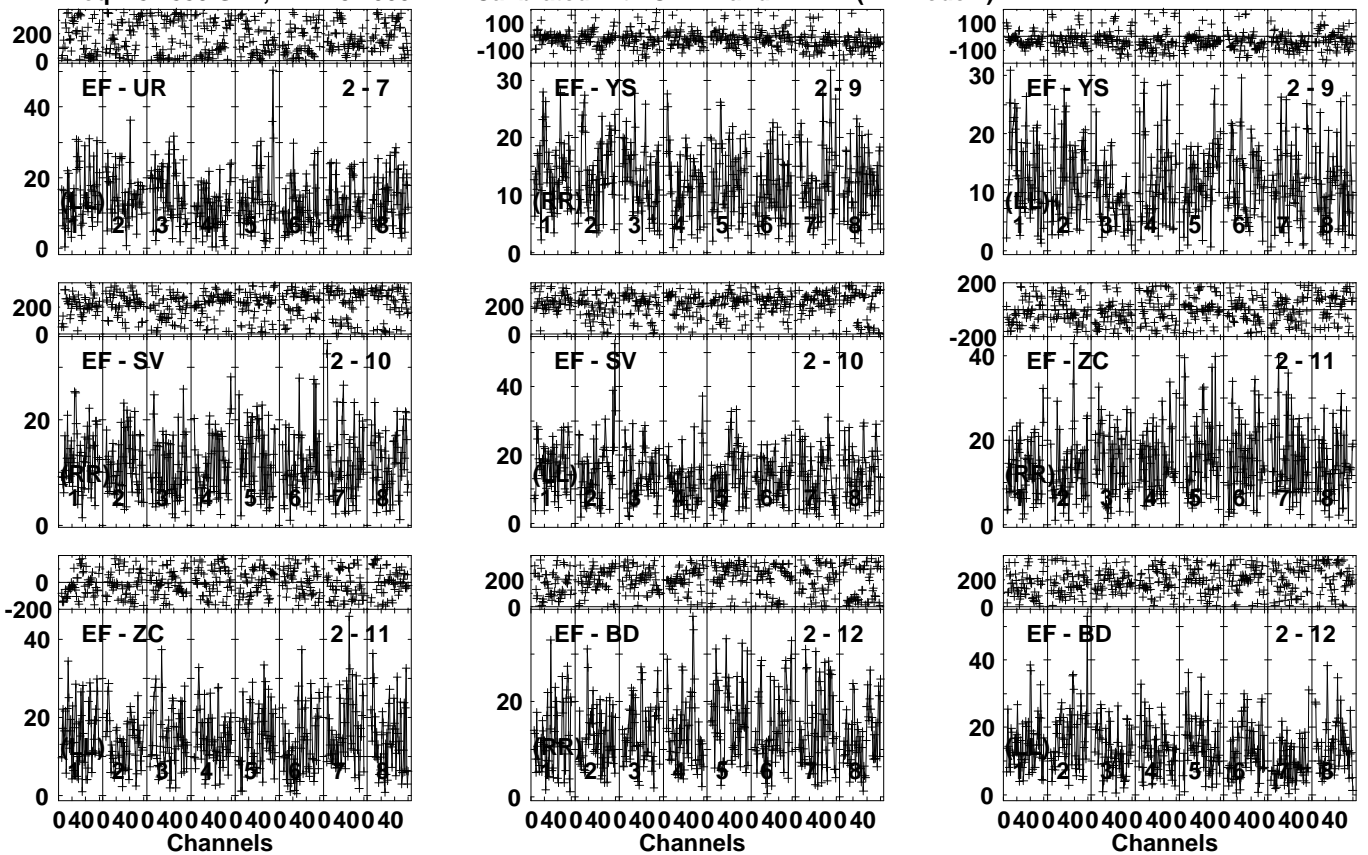 200 100 100
0 -100 -100
EF - UR 2 - 7 EF - YS 2 - 9 EF - YS 2 - 9
40 30 30
20 20 20
(LL) 10 (RR) 10 (LL)
1 2 3 4 5 6 7 8 1 2 3 4 5 6 7 8 1 2 3 4 5 6 7 8
0 0 0
200 200 200
0 0 -200
EF - SV 2 - 10 EF - SV 2 - 10 EF - ZC 2 - 11
40 40
20 20 20
(RR) (LL) (RR)
1 2 3 4 5 6 7 8 1 2 3 4 5 6 7 8 1 2 3 4 5 6 7 8
0 0 0
0 200 200
-200 0 0
EF - ZC 2 - 11 EF - BD 2 - 12 EF - BD 2 - 12
40 40
20 20 20
(LL) (RR) (LL)
1 2 3 4 5 6 7 8 1 2 3 4 5 6 7 8 1 2 3 4 5 6 7 8
0 0 0
0 40 0 40 0 40 0 40 0 40 0 40 0 40 0 40 0 40 0 40 0 40 0 40 0 40 0 40 0 40 0 40 0 40 0 40 0 40 0 40 0 40 0 40 0 40 0 40
Channels Channels Channels